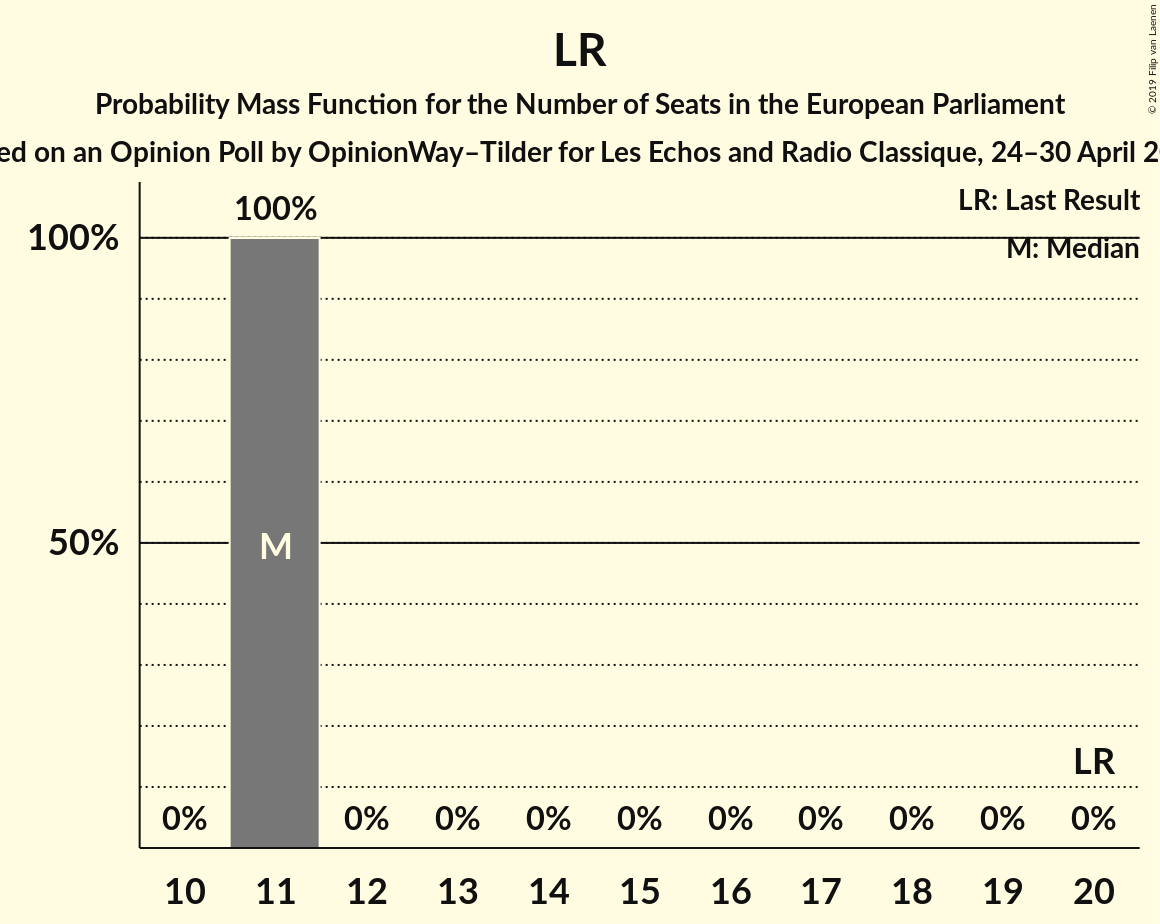 LR
Probability Mass Function for the Number of Seats in the European Parliament
on an Opinion Poll by OpinionWay–Tilder for Les Echos and Radio Classique, 24–30 April
© 2019 Filip van Laenen
LR: Last Result
M: Median
100%
100%
50%
M
LR
0% 0% 0% 0% 0% 0% 0% 0% 0% 0%
10 11 12 13 14 15 16 17 18 19 20